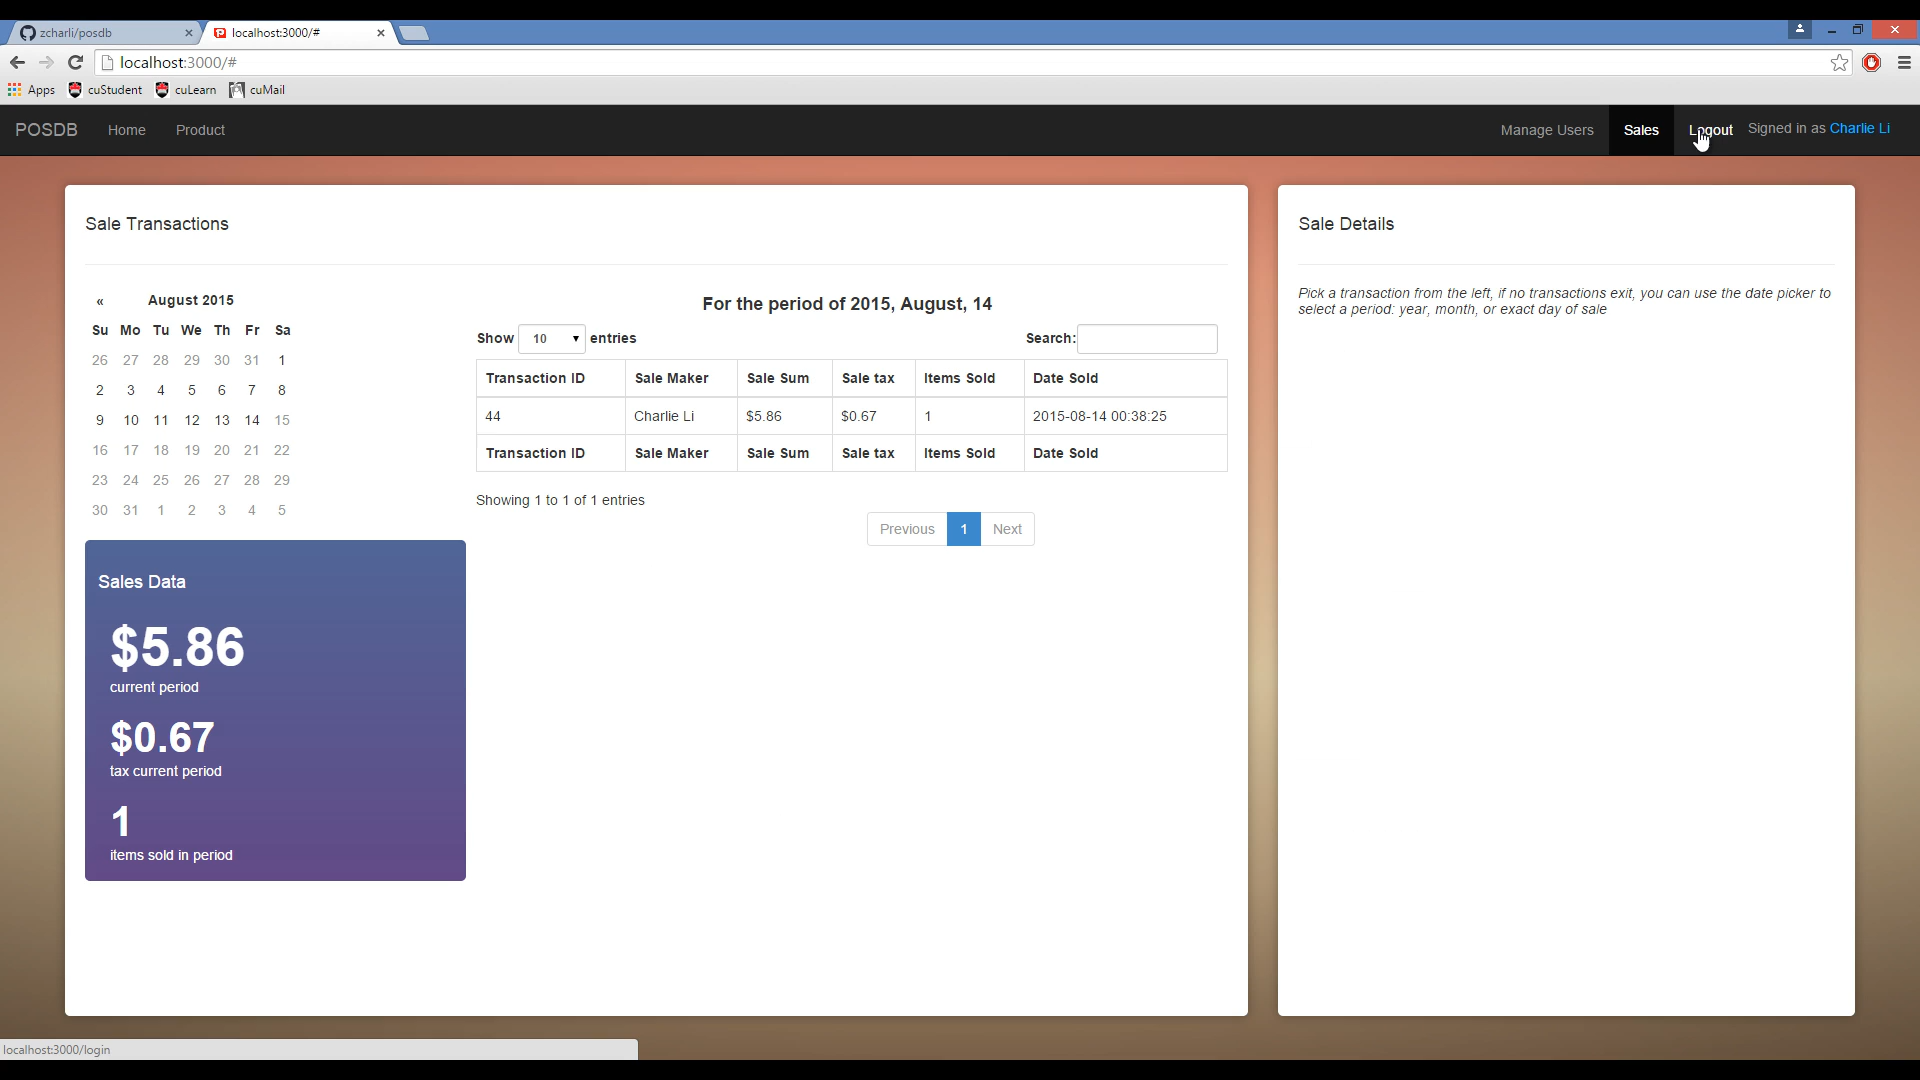 zcharli/posdb
localhost:3000/#
localhost:3000/#
Apps cuStudent cuLearn cuMail
POSDB Home Product Manage Users Sales Logout Signed in as Charlie Li
Sale Transactions
« August 2015
Su Mo Tu We Th Fr Sa
26 27 28 29 30 31 1
2 3 4 5 6 7 8
9 10 11 12 13 14 15
16 17 18 19 20 21 22
23 24 25 26 27 28 29
30 31 1 2 3 4 5
Sales Data
$5.86
current period
$0.67
tax current period
1
items sold in period
For the period of 2015, August, 14
Show 10 entries Search:
Transaction ID Sale Maker Sale Sum Sale tax Items Sold Date Sold
44 Charlie Li $5.86 $0.67 1 2015-08-14 00:38:25
Transaction ID Sale Maker Sale Sum Sale tax Items Sold Date Sold
Showing 1 to 1 of 1 entries
Previous 1 Next
Sale Details
Pick a transaction from the left, if no transactions exit, you can use the date picker to
select a period: year, month, or exact day of sale
localhost:3000/login